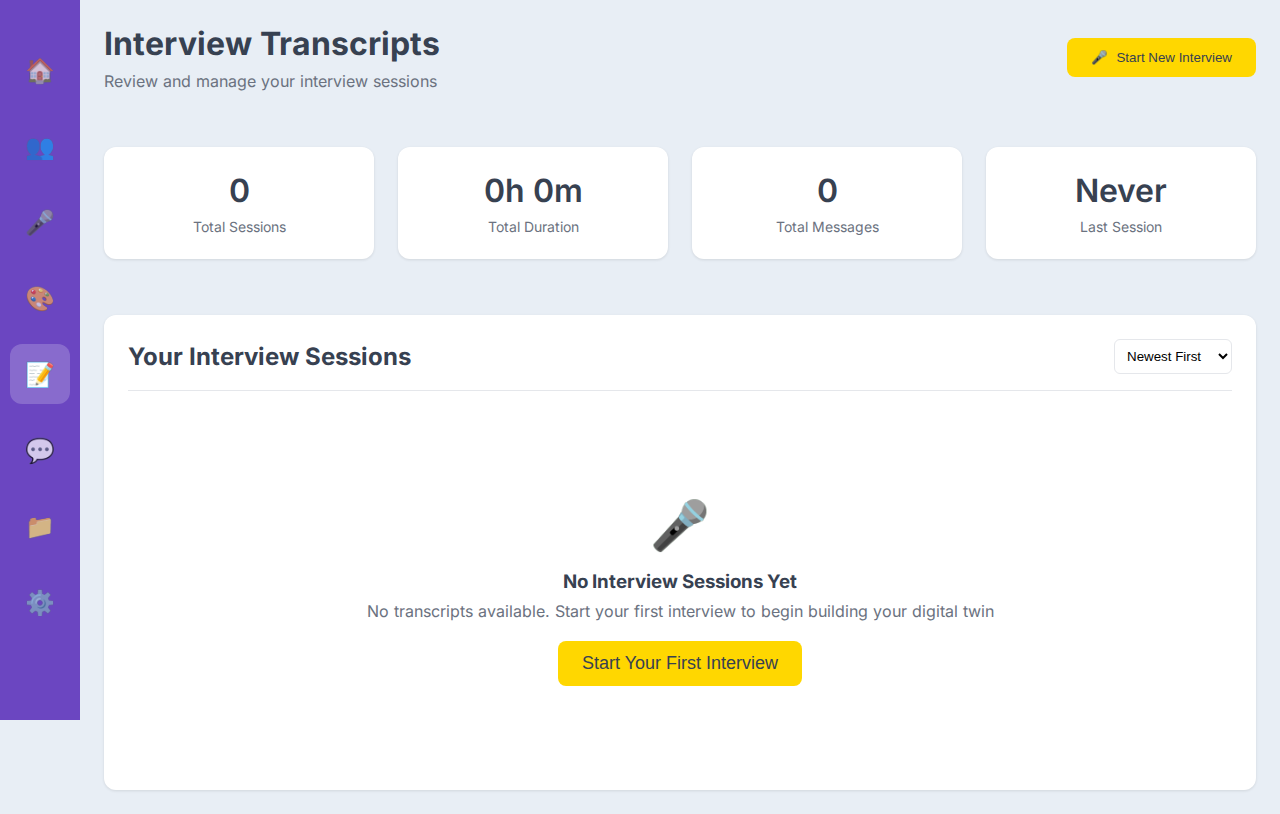 Interview Transcripts
Review and manage your interview sessions
Start New Interview
0
Total Sessions
0h 0m
Total Duration
0
Total Messages
Never
Last Session
Your Interview Sessions
Newest First
No Interview Sessions Yet
No transcripts available. Start your first interview to begin building your digital twin
Start Your First Interview